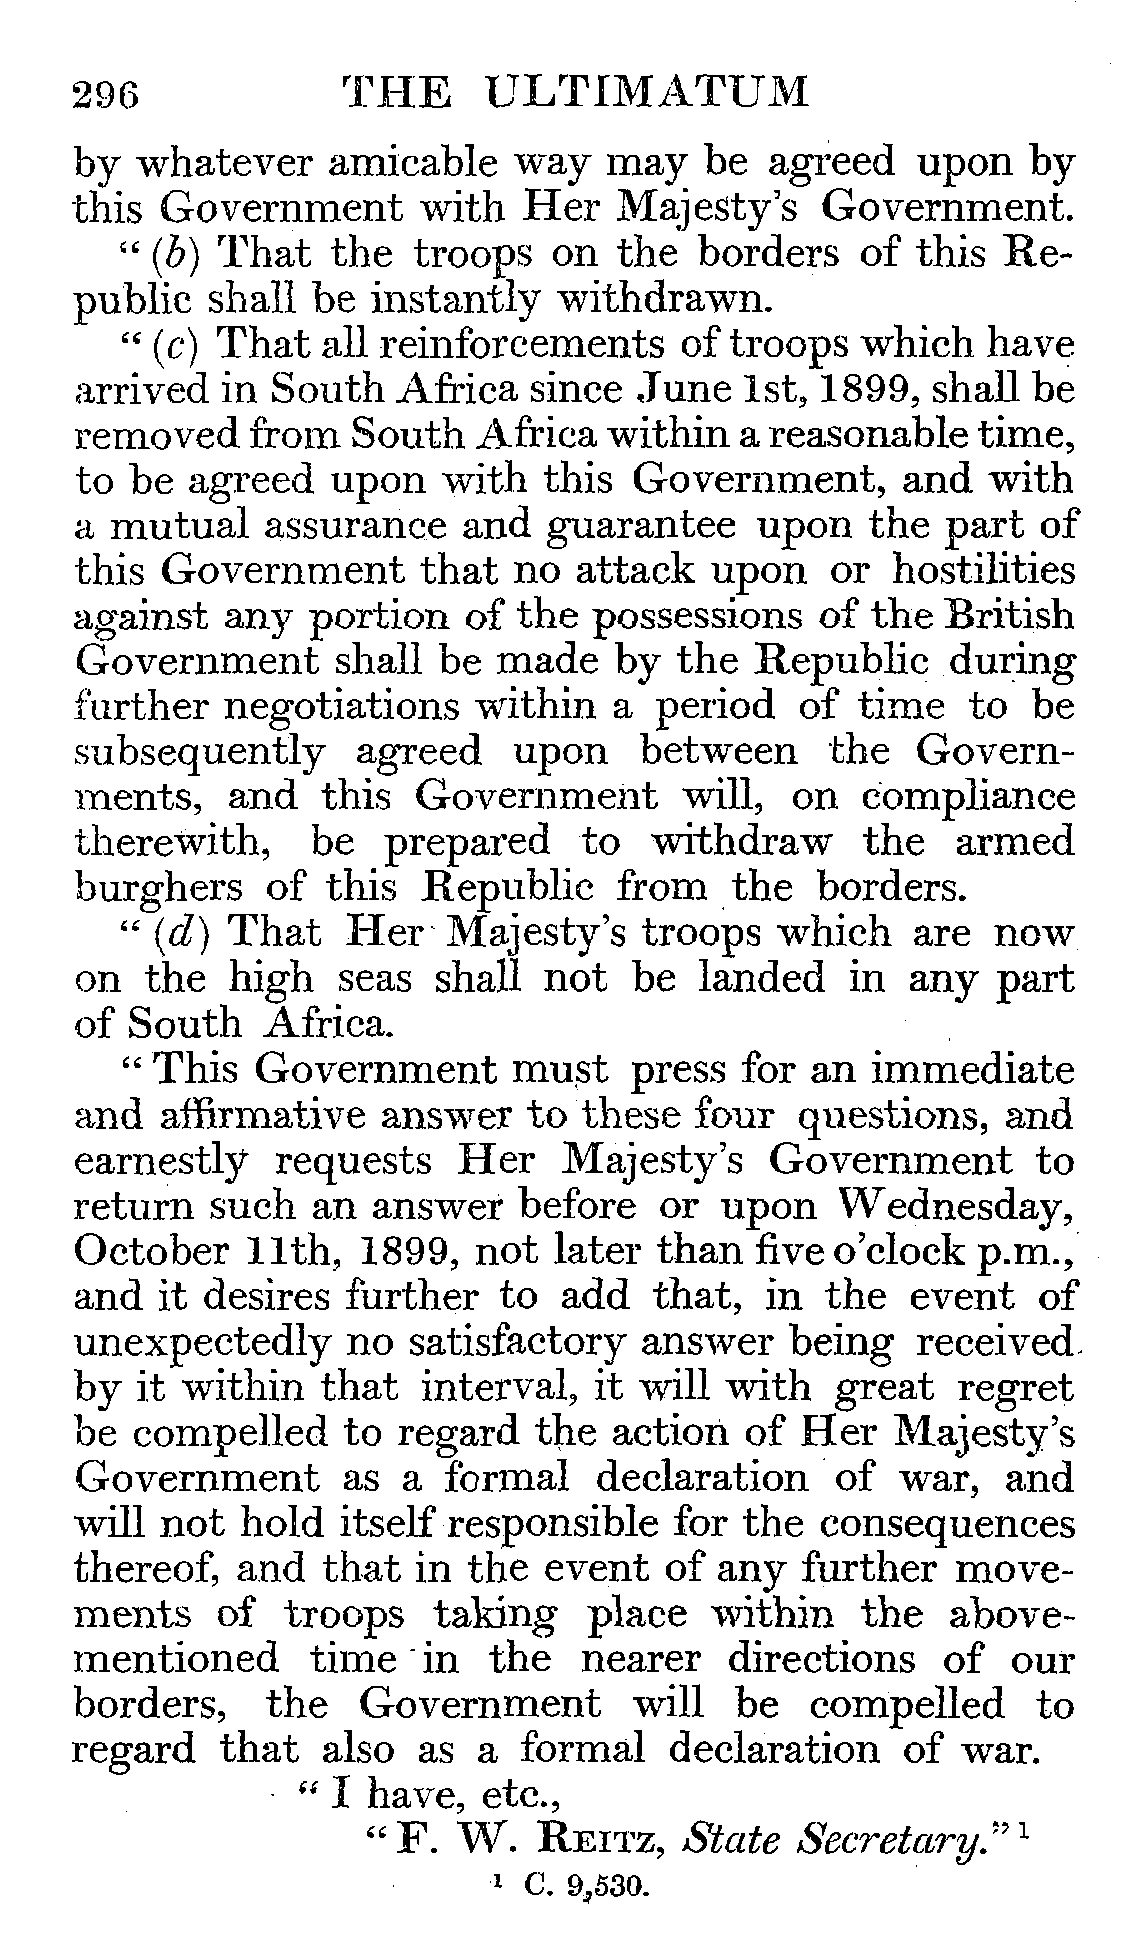 296 THE ULTIMATUM
by whatever amicable way may be agreed upon by
this Government with Her Majesty's Government.
“ (b) That the troops on the borders of this Re-
public shall be instantly withdrawn.
“ (c) That all reinforcements of troops which have
arrived in South Africa since June 1st, 1899, shall be
removed from South Africa within a reasonable time,
to be agreed upon with this Government, and with
a mutual assurance and guarantee upon the part of
this Government that no attack upon or hostilities
against any portion of the possessions of the British
Government shall be made by the Republic during
further negotiations within a period of time to be
subsequently agreed upon between the Govern-
ments, and this Government will, on compliance
therewith, be prepared to withdraw the armed
burghers of this Republic from the borders.
“ (d) That Her Majesty's troops which are now
on the high seas shall not be landed in any part
of South Africa.
“ This Government must press for an immediate
and affirmative answer to these four questions, and
earnestly requests Her Majesty's Government to
return such an answer before or upon Wednesday,
October 11th, 1899, not later than five o'clock p.m.,
and it desires further to add that, in the event of
unexpectedly no satisfactory answer being received
by it within that interval, it will with great regret
be compelled to regard the action of Her Majesty's
Government as a formal declaration of war, and
will not hold itself responsible for the consequences
thereof, and that in the event of any further move-
ments of troops taking place within the above-
mentioned time in the nearer directions of our
borders, the Government will be compelled to
regard that also as a formal declaration of war.
“ I have, etc.,
“ F. W. REITZ, State Secretary.” 1
1 C. 9,530.